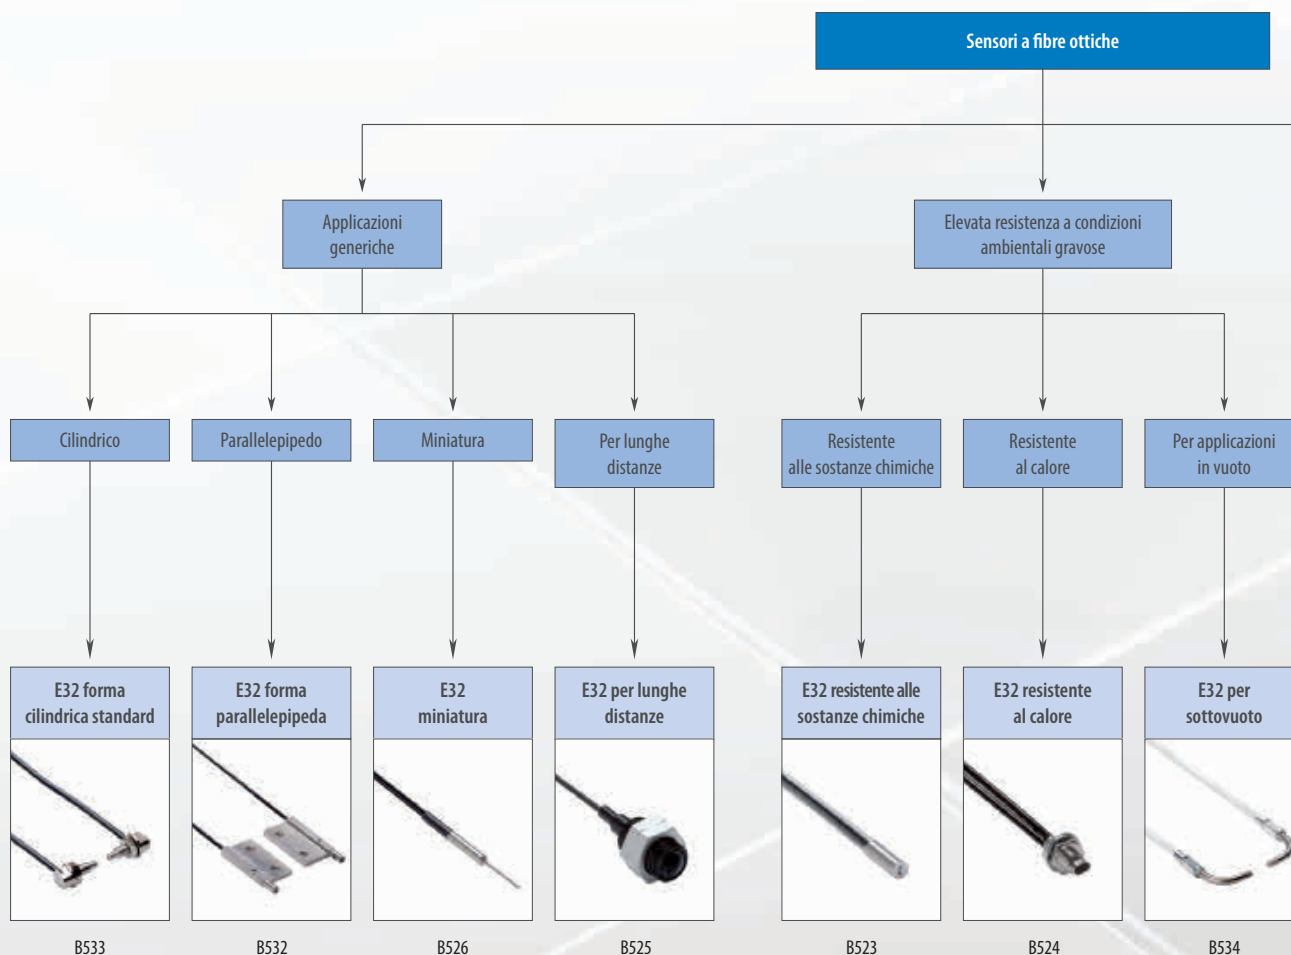 Sensori a fibre ottiche
Applicazioni
generiche
Elevata resistenza a condizioni
ambientali gravose
Cilindrico
Parallelepipedo
Miniatura
Per lunghe
distanze
Resistente
alle sostanze chimiche
Resistente
al calore
Per applicazioni
in vuoto
E32 forma
cilindrica standard
E32 forma
parallelepipeda
E32
miniatura
E32 per lunghe
distanze
E32 resistente alle
sostanze chimiche
E32 resistente
al calore
E32 per
sottovuoto
B533
B532
B526
B525
B523
B524
B534